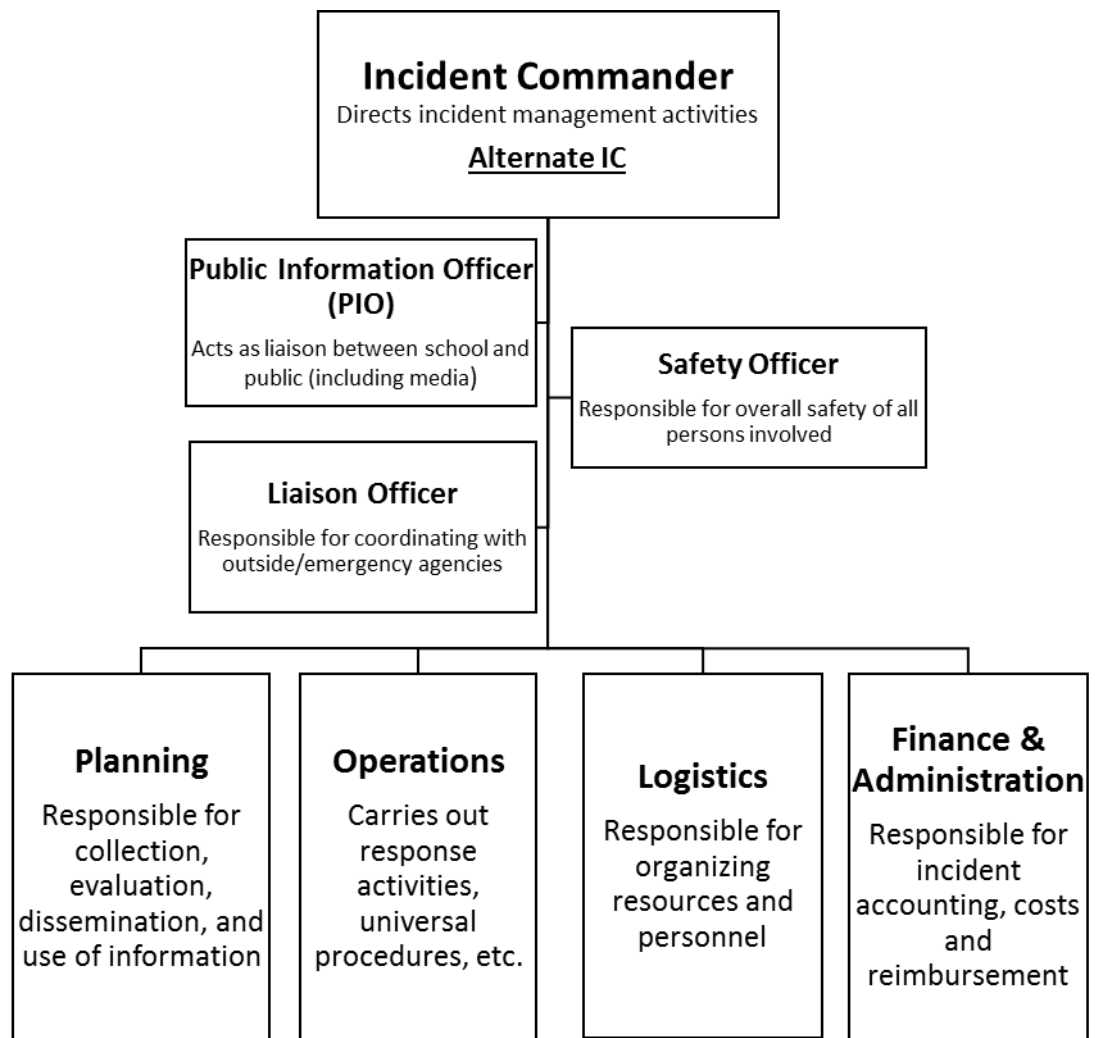 Incident Commander
Directs incident management activities
Alternate IC
Public Information Officer
(PIO)
Acts as liaison between school and
public (including media)
Safety Officer
Responsible for overall safety of all
persons involved
Liaison Officer
Responsible for coordinating with
outside/emergency agencies
Planning
Responsible for
collection,
evaluation,
dissemination, and
use of information
Operations
Carries out
response
activities,
universal
procedures, etc.
Logistics
Responsible for
organizing
resources and
personnel
Finance &
Administration
Responsible for
incident
accounting, costs
and
reimbursement